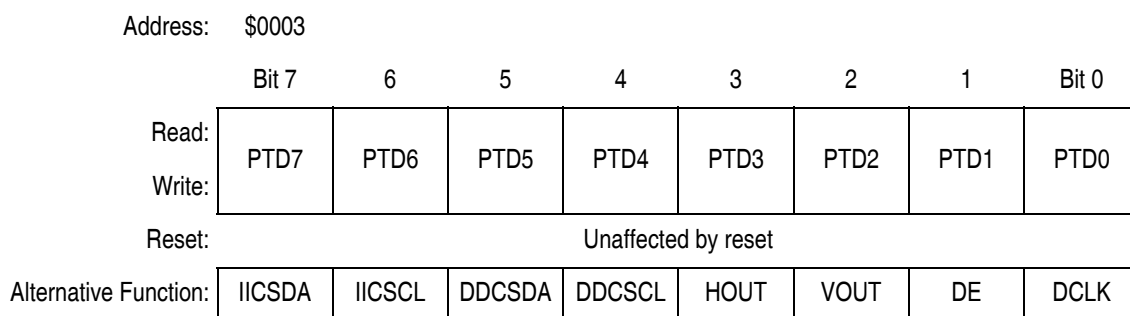 Address: $0003
Bit 7 6 5 4 3 2 1 Bit 0
Read:
PTD7 PTD6 PTD5 PTD4 PTD3 PTD2 PTD1 PTD0
Write:
Reset: Unaffected by reset
Alternative Function: IICSDA IICSCL DDCSDA DDCSCL HOUT VOUT DE DCLK